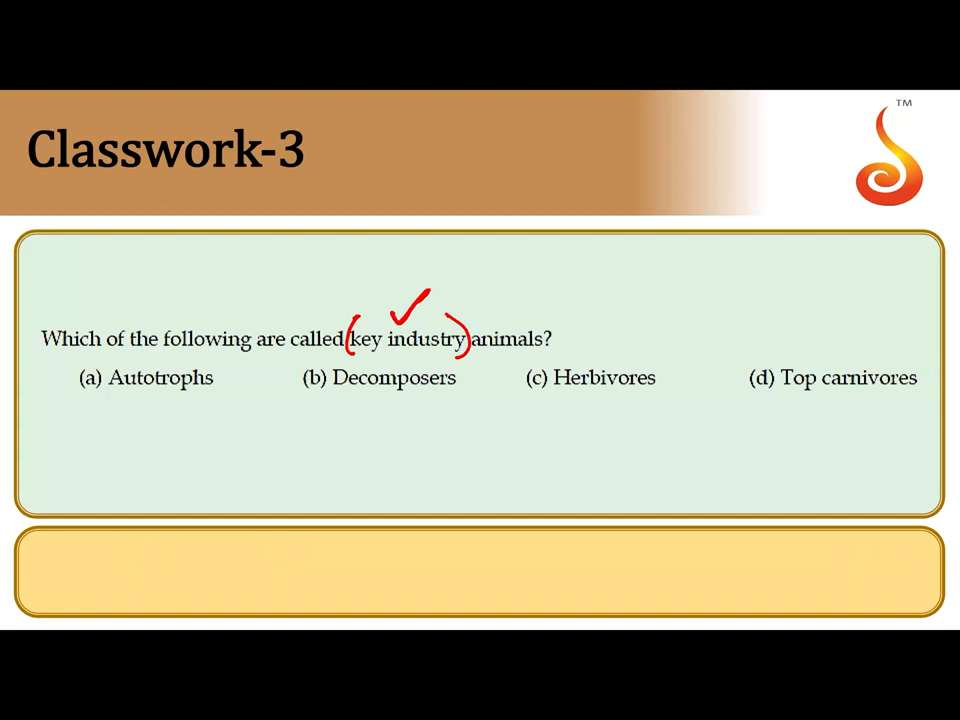 Classwork-3
TM
Which of the following are called key industry animals?
(a) Autotrophs (b) Decomposers (c) Herbivores (d) Top carnivores